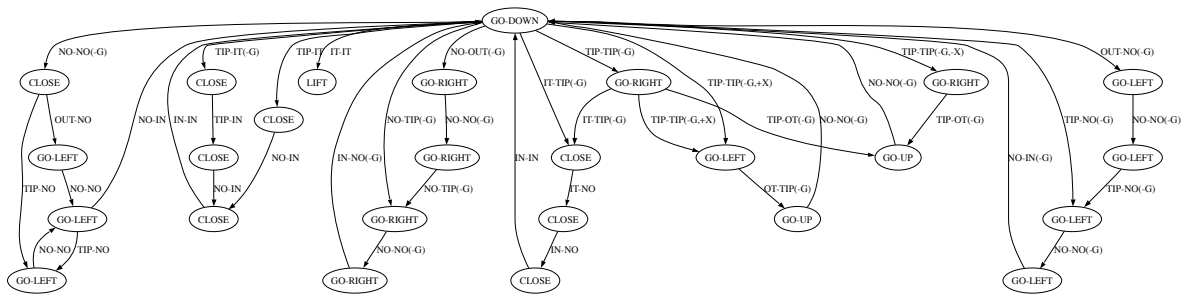 GO-DOWN
NO-NO(-G) TIP-IT(-G) TIP-IT IT-IT NO-OUT(-G) TIP-TIP(-G) TIP-TIP(-G,-X) OUT-NO(-G)
CLOSE CLOSE LIFT GO-RIGHT IT-TIP(-G) GO-RIGHT TIP-TIP(-G,+X) NO-NO(-G) GO-RIGHT GO-LEFT
OUT-NO NO-IN IN-IN TIP-IN CLOSE NO-TIP(-G) NO-NO(-G) IT-TIP(-G) TIP-TIP(-G,+X) TIP-OT(-G) NO-NO(-G) TIP-OT(-G) TIP-NO(-G) NO-NO(-G)
GO-LEFT CLOSE NO-IN IN-NO(-G) GO-RIGHT IN-IN CLOSE GO-LEFT GO-UP NO-IN(-G) GO-LEFT
TIP-NO NO-NO NO-IN NO-TIP(-G) IT-NO OT-TIP(-G) TIP-NO(-G)
GO-LEFT CLOSE GO-RIGHT CLOSE GO-UP GO-LEFT
NO-NO TIP-NO NO-NO(-G) IN-NO NO-NO(-G)
GO-LEFT GO-RIGHT CLOSE GO-LEFT